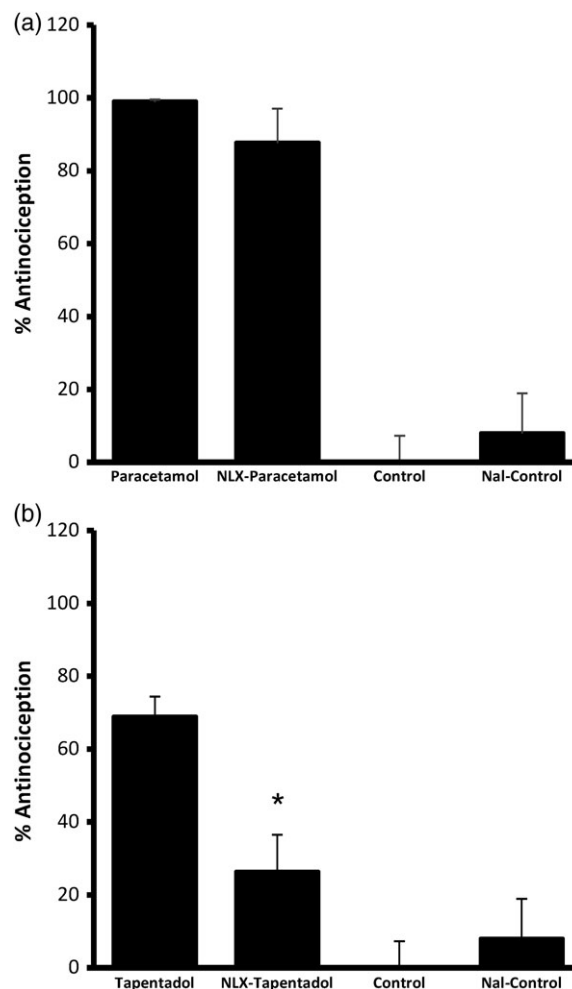 (a)
120
100
80
60
40
20
0
% Antinociception
Paracetamol NLX-Paracetamol Control Nal-Control
(b)
120
100
80
60
40
20
0
% Antinociception
*
Tapentadol NLX-Tapentadol Control Nal-Control